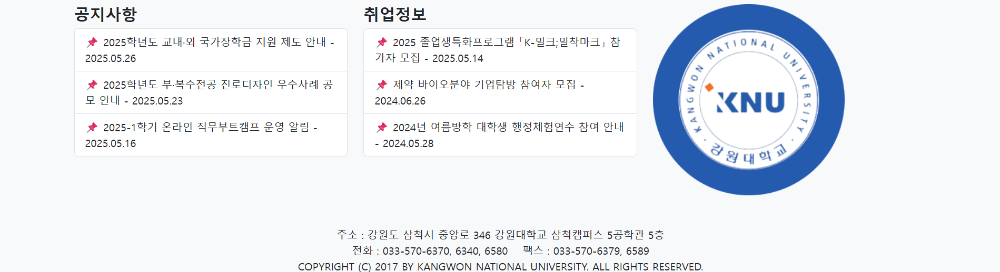 공지사항
📌 2025학년도 교내·외 국가장학금 지원 제도 안내 -
2025.05.26
📌 2025학년도 부·복수전공 진로디자인 우수사례 공
모 안내 - 2025.05.23
📌 2025-1학기 온라인 직무부트캠프 운영 알림 -
2025.05.16
취업정보
📌 2025 졸업생특화프로그램 「K-밀크;밀착마크」 참
가자 모집 - 2025.05.14
📌 제약 바이오분야 기업탐방 참여자 모집 -
2024.06.26
📌 2024년 여름방학 대학생 행정체험연수 참여 안내
- 2024.05.28
· KANGWON NATIONAL UNIVERSITY ·
KNU
강원대학교
주소 : 강원도 삼척시 중앙로 346 강원대학교 삼척캠퍼스 5공학관 5층
전화 : 033-570-6370, 6340, 6580 팩스 : 033-570-6379, 6589
COPYRIGHT (C) 2017 BY KANGWON NATIONAL UNIVERSITY. ALL RIGHTS RESERVED.